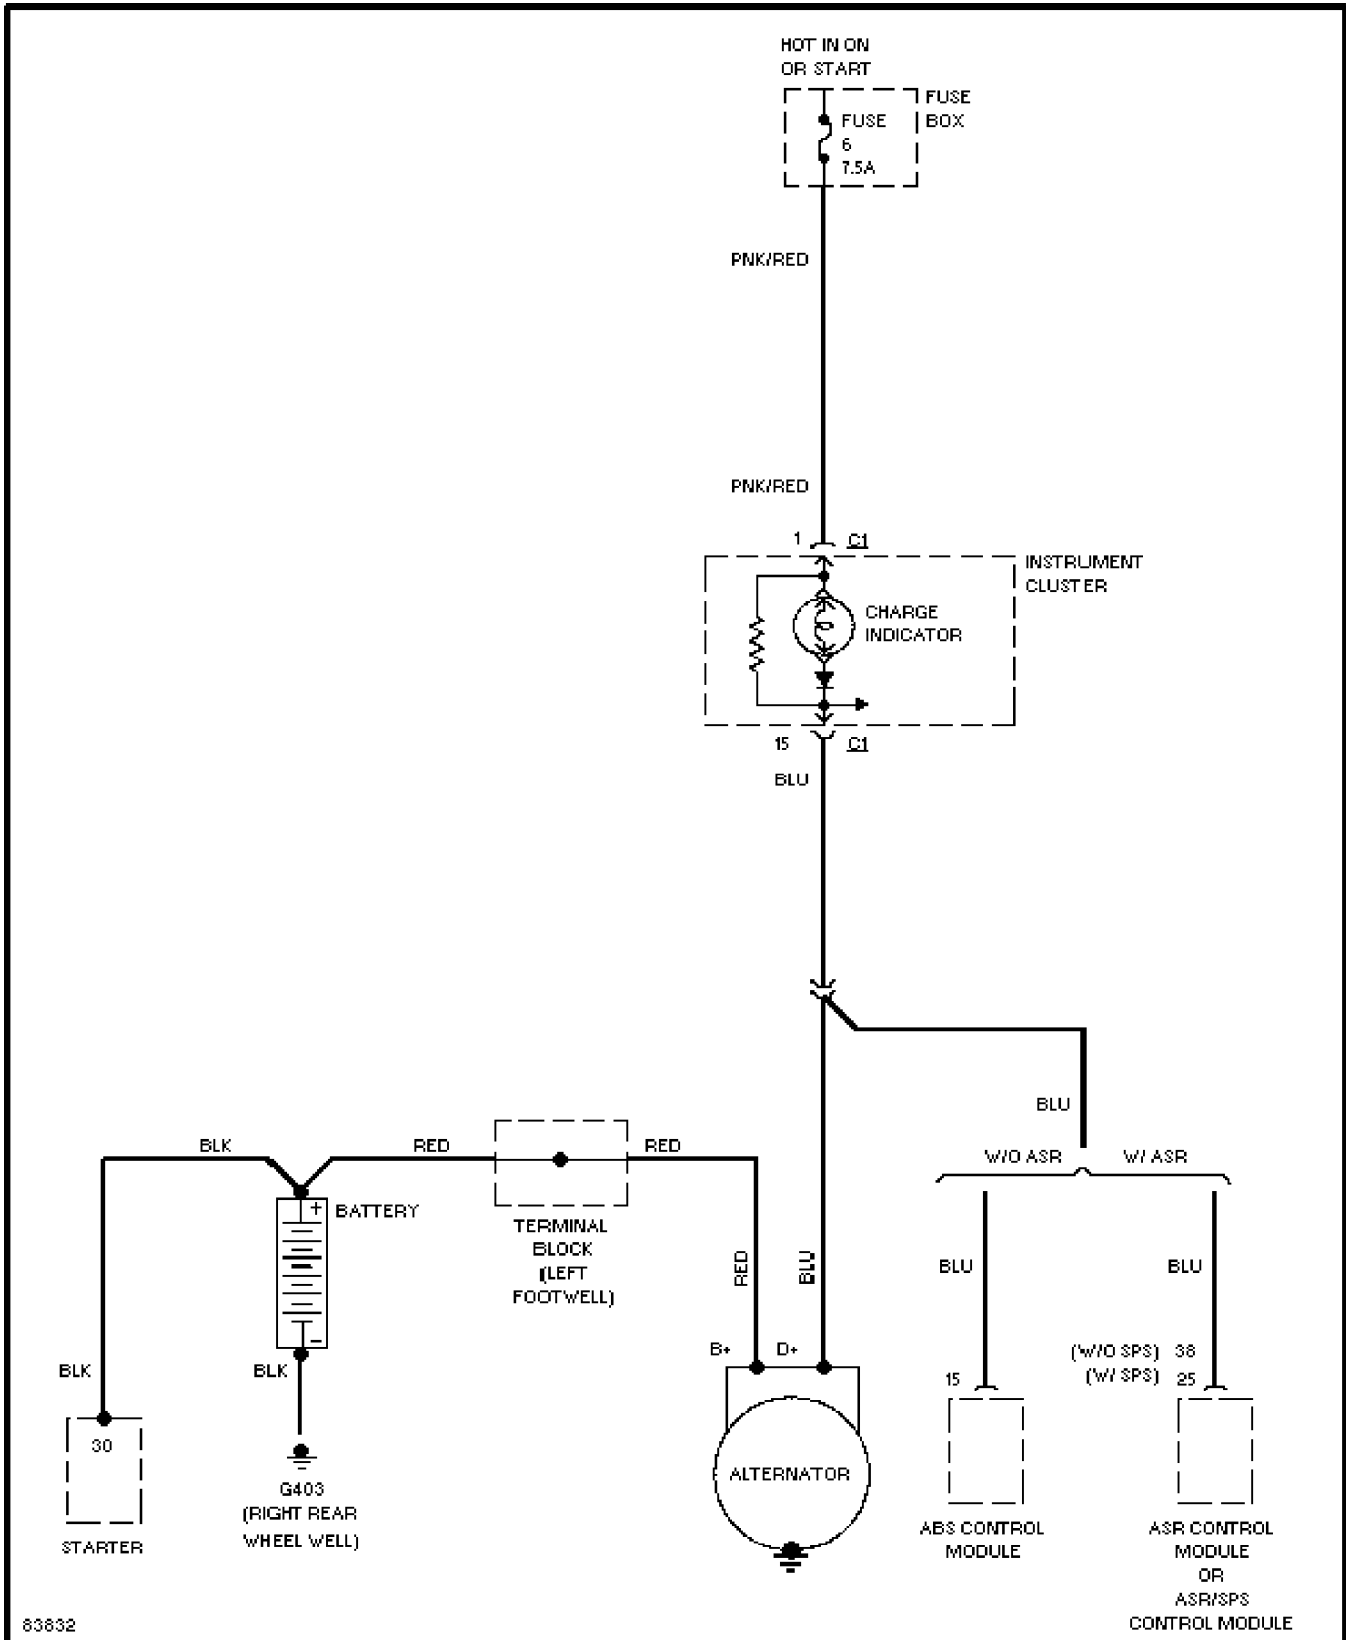 HOT IN ON
OR START
FUSE
BOX
FUSE
6
7.5A
PNK/RED
PNK/RED
1 C1
INSTRUMENT
CLUSTER
CHARGE
INDICATOR
15 C1
BLU
BLU
W/O ASR W/ ASR
BLK RED RED
BATTERY
+
-
TERMINAL
BLOCK
(LEFT
FOOTWELL)
RED
BLU
BLU BLU
B+ D+
(W/O SPS) 38
(W/ SPS) 25
15
BLK BLK
30
STARTER
G403
(RIGHT REAR
WHEEL WELL)
ALTERNATOR
ABS CONTROL
MODULE
ASR CONTROL
MODULE
OR
ASR/SPS
CONTROL MODULE
83832